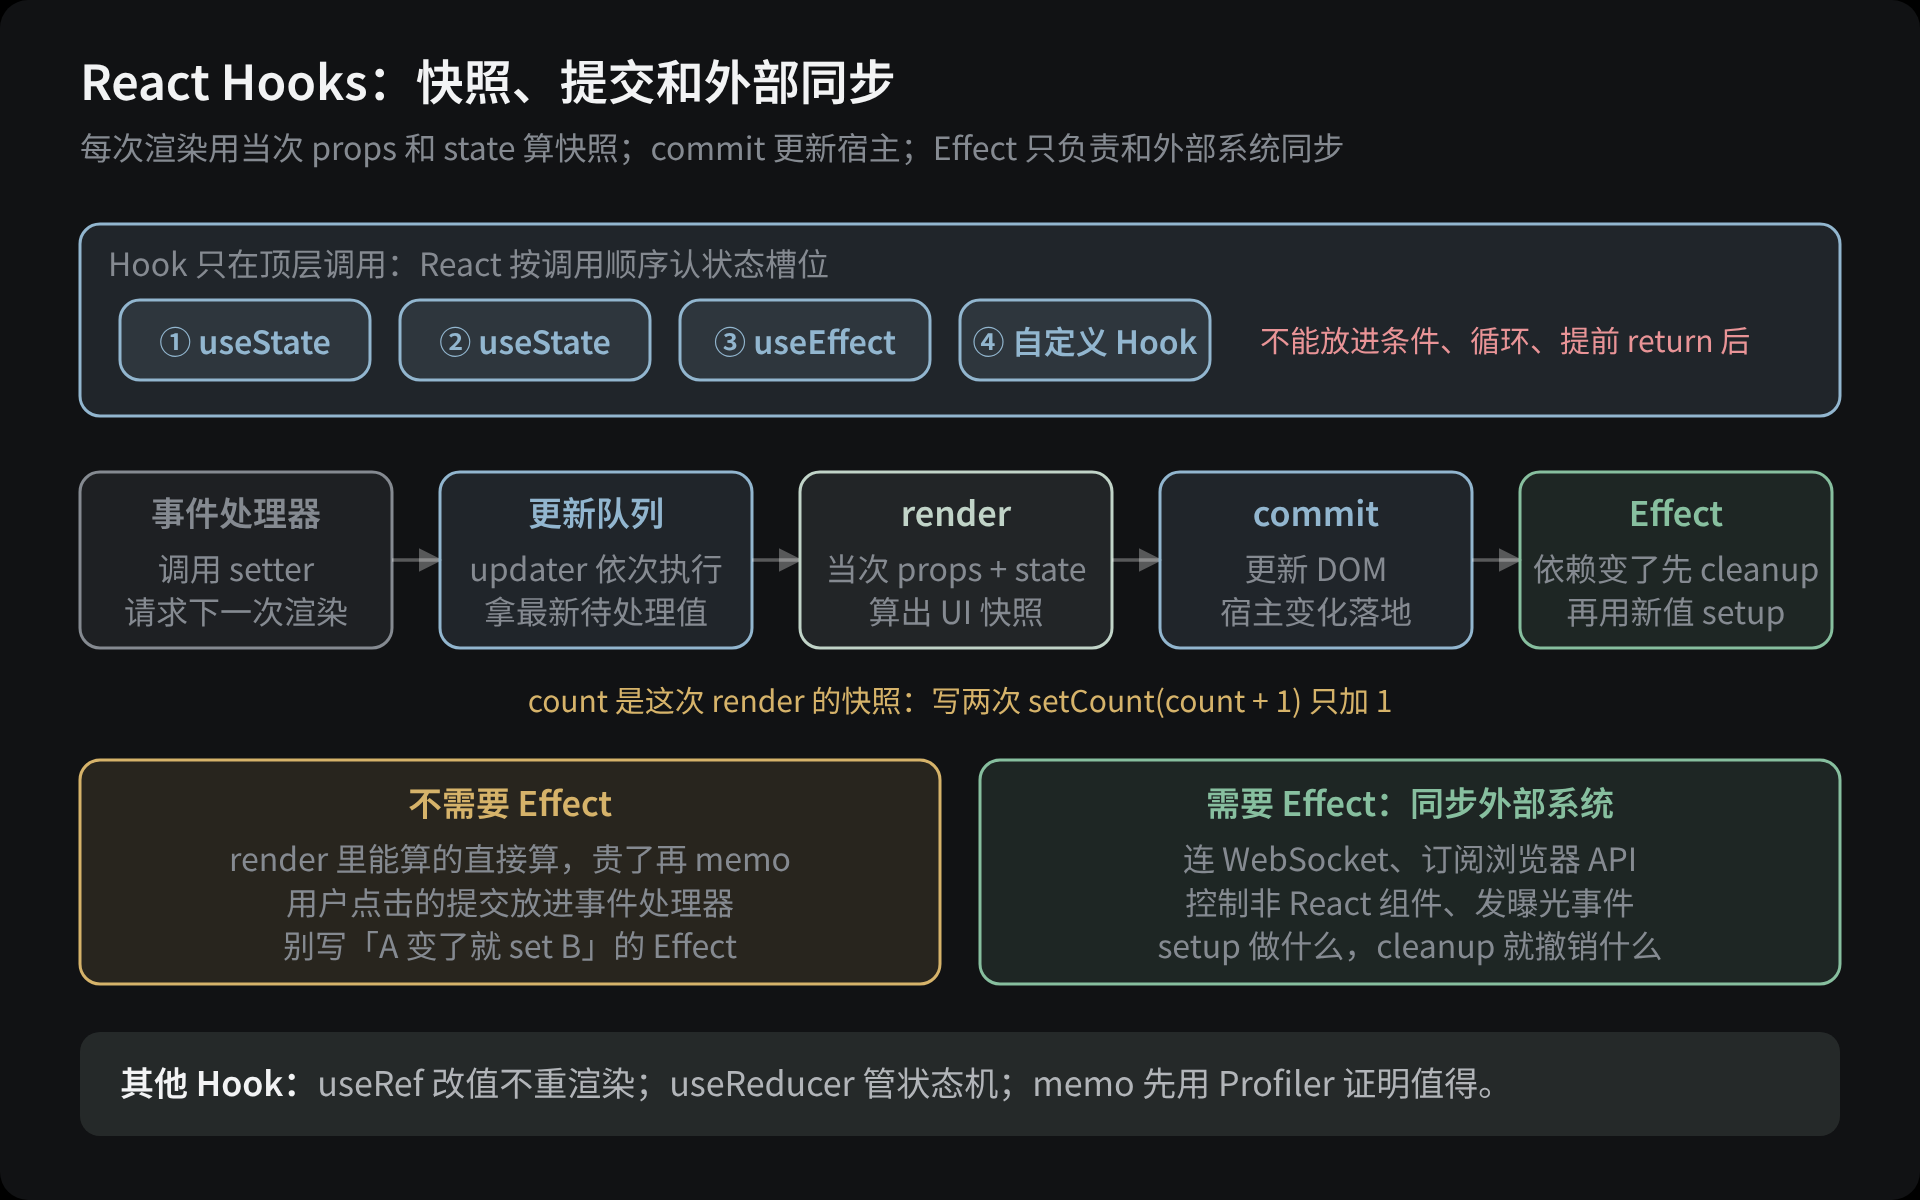 React Hooks：快照、提交和外部同步
每次渲染用当次 props 和 state 算快照；commit 更新宿主；Effect 只负责和外部系统同步
Hook 只在顶层调用：React 按调用顺序认状态槽位
① useState
② useState
③ useEffect
④ 自定义 Hook
不能放进条件、循环、提前 return 后
事件处理器
调用 setter
请求下一次渲染
更新队列
updater 依次执行
拿最新待处理值
render
当次 props + state
算出 UI 快照
commit
更新 DOM
宿主变化落地
Effect
依赖变了先 cleanup
再用新值 setup
count 是这次 render 的快照：写两次 setCount(count + 1) 只加 1
不需要 Effect
render 里能算的直接算，贵了再 memo
用户点击的提交放进事件处理器
别写「A 变了就 set B」的 Effect
需要 Effect：同步外部系统
连 WebSocket、订阅浏览器 API
控制非 React 组件、发曝光事件
setup 做什么，cleanup 就撤销什么
其他 Hook：useRef 改值不重渲染；useReducer 管状态机；memo 先用 Profiler 证明值得。